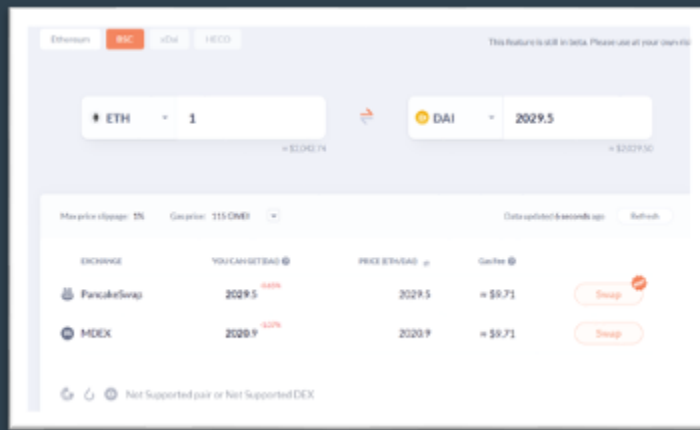 Ethereum BSC xDai HECO
This feature is still in beta. Please use at your own
ETH 1 DAI 2029.5
≈ $2,042.74 ≈ $2,029.50
Max price slippage: 1% Gas price: 115 GWEI Data updated 6 seconds ago Refresh
EXCHANGE YOU CAN GET (DAI) PRICE (ETH/DAI) Gas Fee
PancakeSwap 2029.5 2029.5 ≈ $9.71 Swap
MDEX 2020.9 2020.9 ≈ $9.71 Swap
Not Supported pair or Not Supported DEX